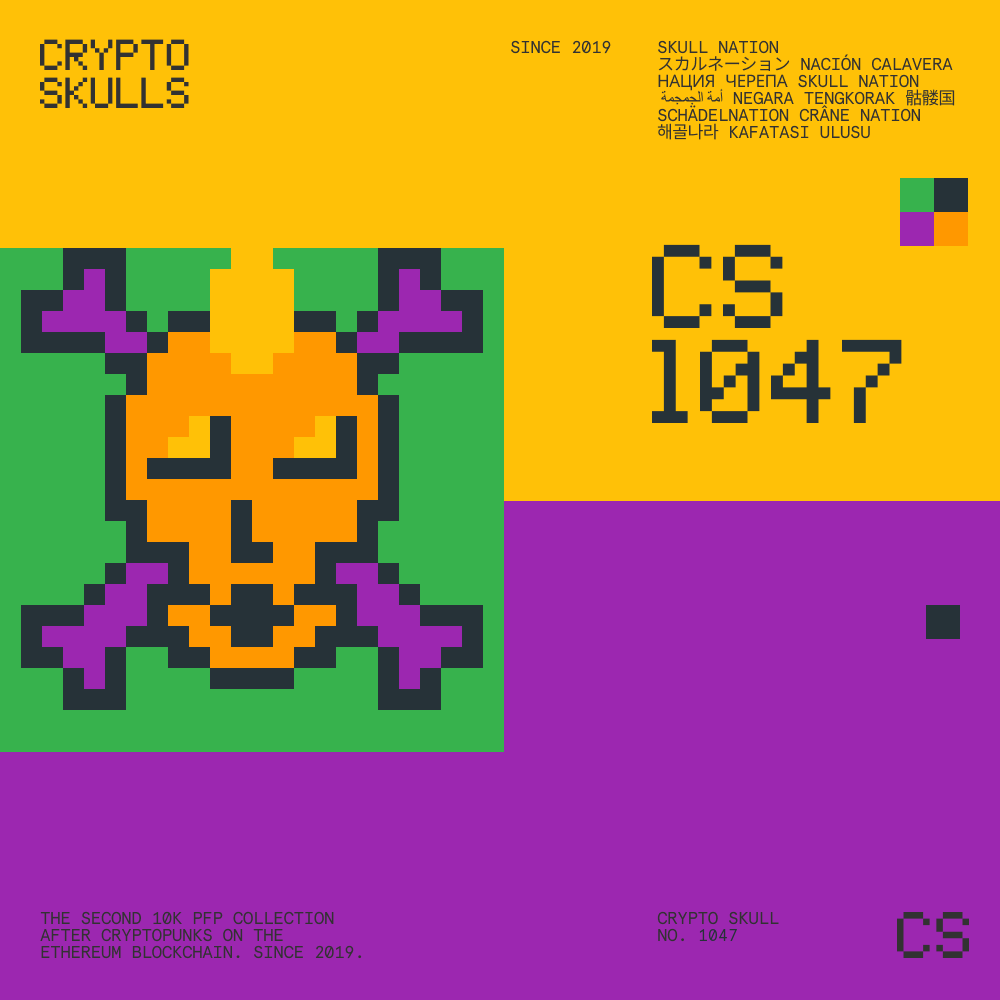 CRYPTO
SKULLS
SINCE 2019
SKULL NATION
スカルネーション NACIÓN CALAVERA
НАЦИЯ ЧЕРЕПА SKULL NATION
أمة الجمجمة NEGARA TENGKORAK 骷髅国
SCHÄDELNATION CRÂNE NATION
해골나라 KAFATASI ULUSU
CS
1047
THE SECOND 10K PFP COLLECTION
AFTER CRYPTOPUNKS ON THE
ETHEREUM BLOCKCHAIN. SINCE 2019.
CRYPTO SKULL
NO. 1047
CS